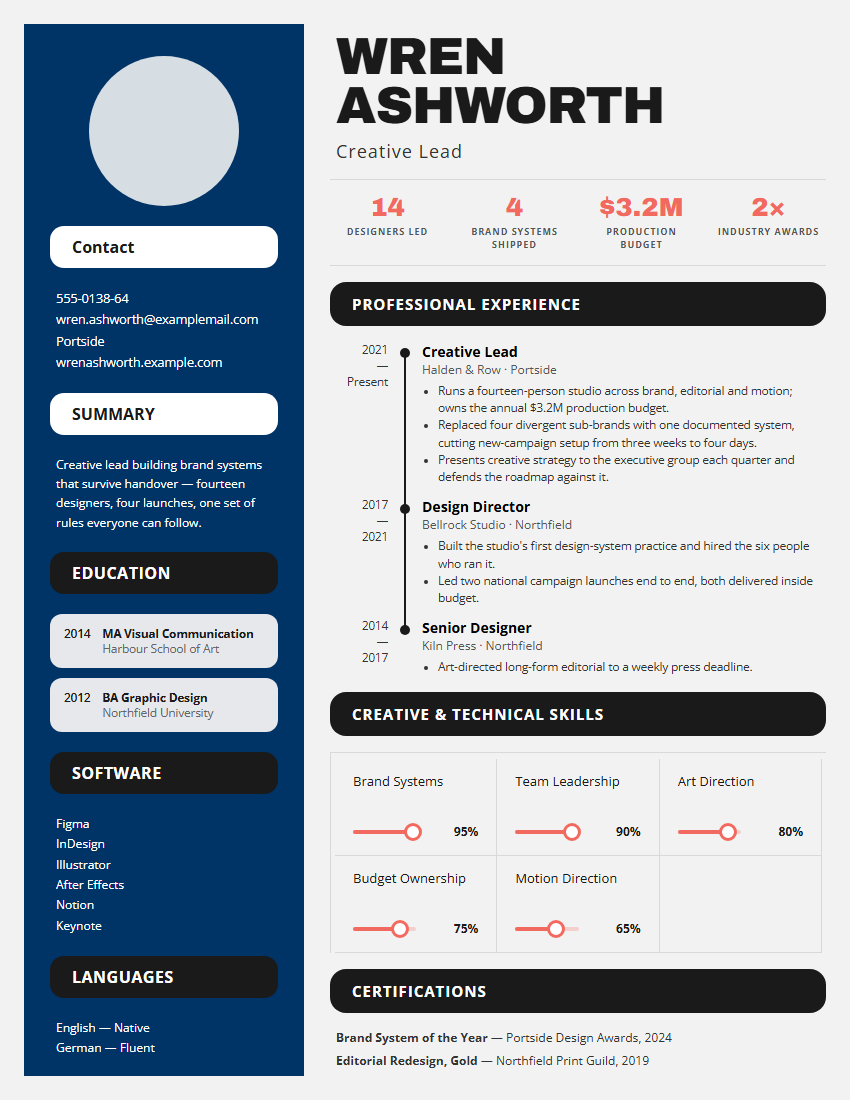 WREN
ASHWORTH
Creative Lead
14
DESIGNERS LED
4
BRAND SYSTEMS
SHIPPED
$3.2M
PRODUCTION
BUDGET
2×
INDUSTRY AWARDS
Contact
555-0138-64
wren.ashworth@examplemail.com
Portside
wrenashworth.example.com
SUMMARY
Creative lead building brand systems
that survive handover — fourteen
designers, four launches, one set of
rules everyone can follow.
EDUCATION
2014 MA Visual Communication
Harbour School of Art
2012 BA Graphic Design
Northfield University
SOFTWARE
Figma
InDesign
Illustrator
After Effects
Notion
Keynote
LANGUAGES
English — Native
German — Fluent
PROFESSIONAL EXPERIENCE
2021
—
Present
Creative Lead
Halden & Row · Portside
• Runs a fourteen-person studio across brand, editorial and motion;
owns the annual $3.2M production budget.
• Replaced four divergent sub-brands with one documented system,
cutting new-campaign setup from three weeks to four days.
• Presents creative strategy to the executive group each quarter and
defends the roadmap against it.
2017
—
2021
Design Director
Bellrock Studio · Northfield
• Built the studio's first design-system practice and hired the six people
who ran it.
• Led two national campaign launches end to end, both delivered inside
budget.
2014
—
2017
Senior Designer
Kiln Press · Northfield
• Art-directed long-form editorial to a weekly press deadline.
CREATIVE & TECHNICAL SKILLS
Brand Systems
95%
Team Leadership
90%
Art Direction
80%
Budget Ownership
75%
Motion Direction
65%
CERTIFICATIONS
Brand System of the Year — Portside Design Awards, 2024
Editorial Redesign, Gold — Northfield Print Guild, 2019